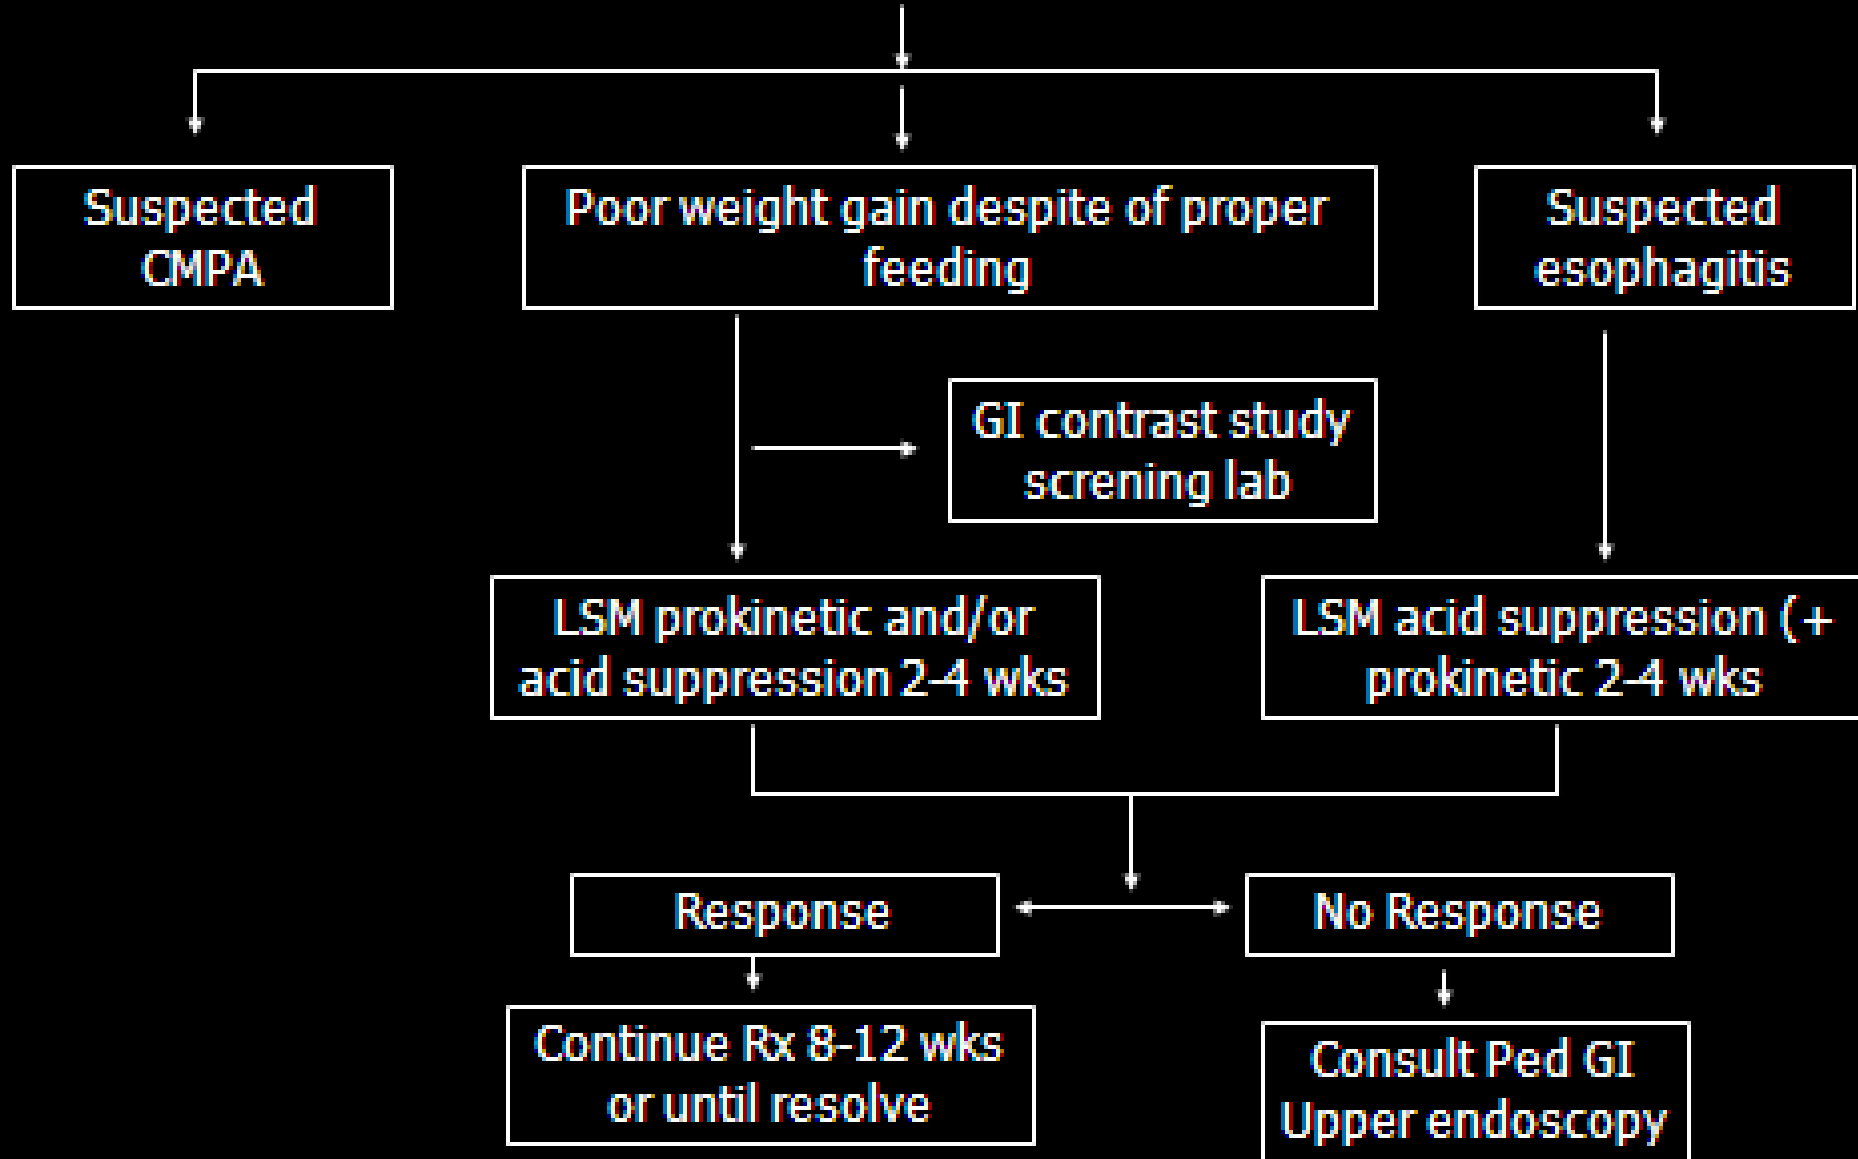 Suspected
CMPA
Poor weight gain despite of proper
feeding
Suspected
esophagitis
GI contrast study
screning lab
LSM prokinetic and/or
acid suppression 2-4 wks
LSM acid suppression (+
prokinetic 2-4 wks
Response
No Response
Continue Rx 8-12 wks
or until resolve
Consult Ped GI
Upper endoscopy